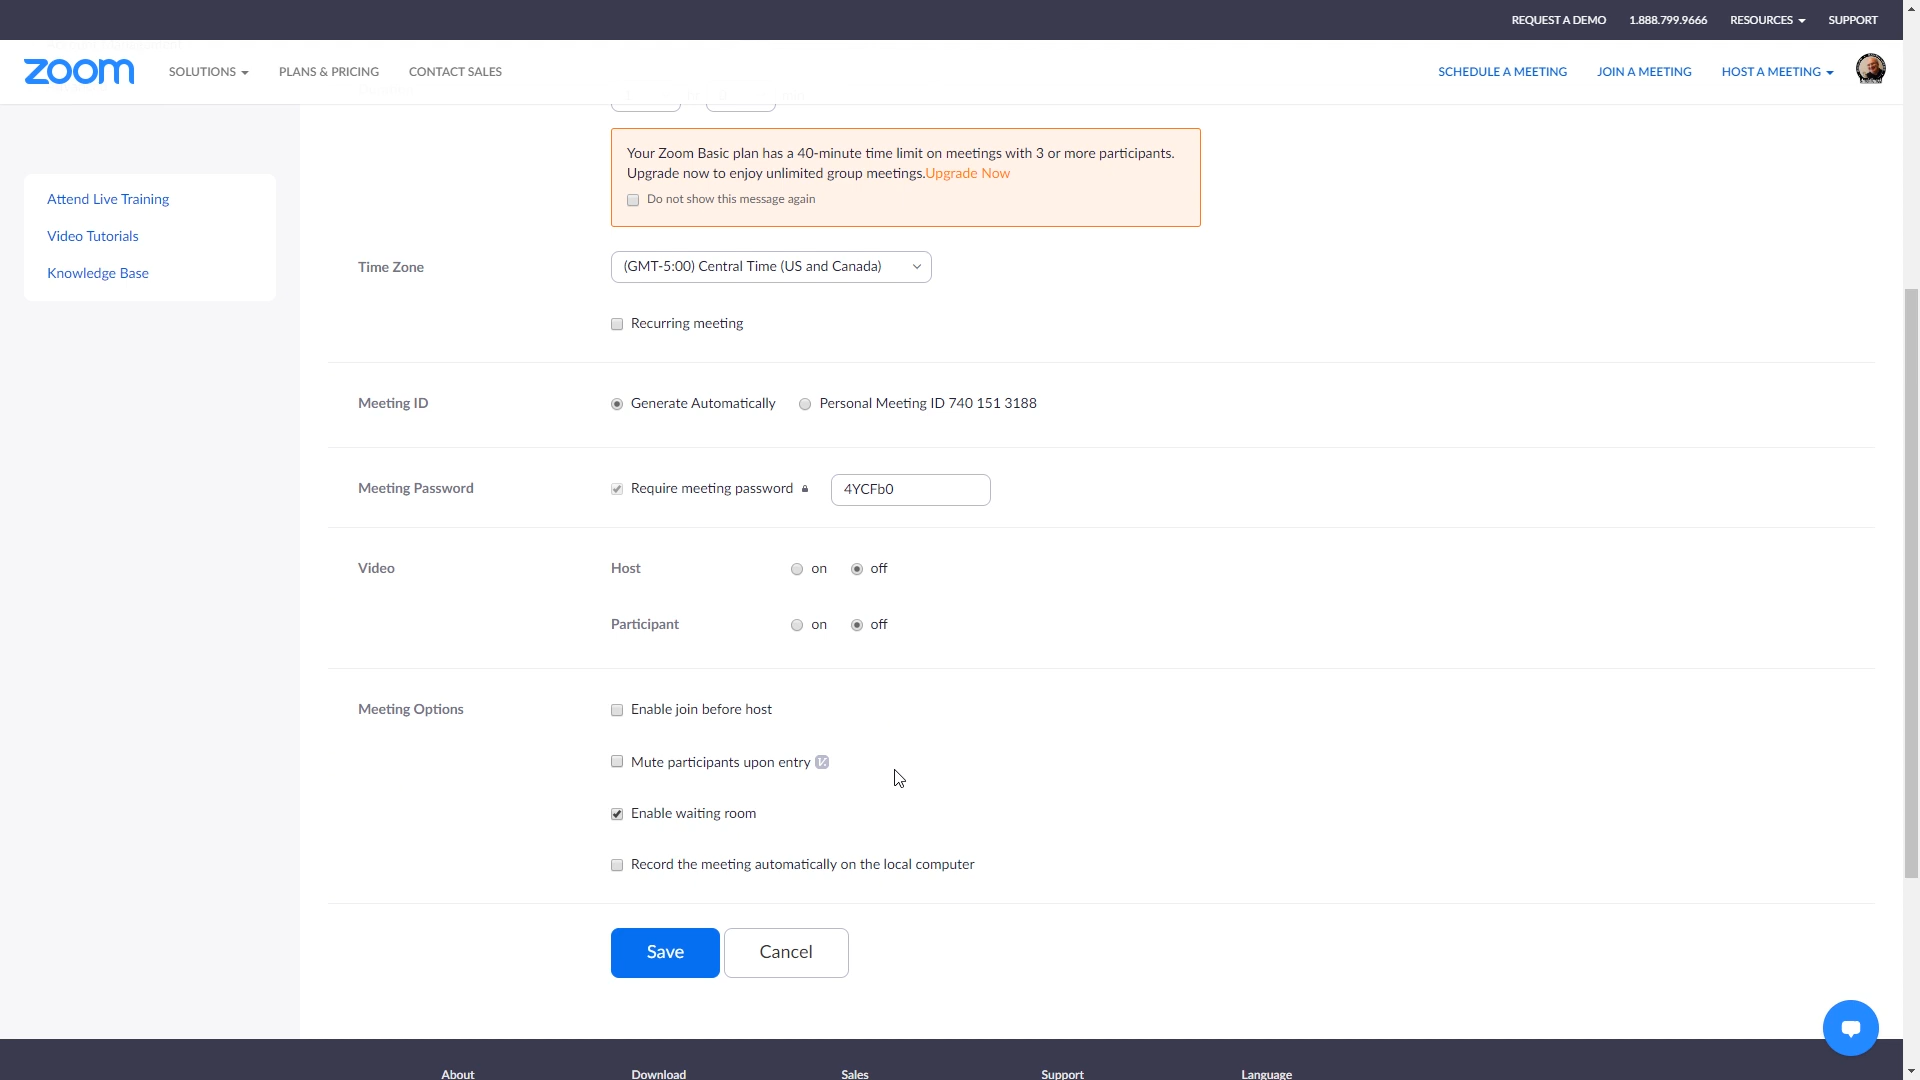 REQUEST A DEMO 1.888.799.9666 RESOURCES SUPPORT
zoom SOLUTIONS PLANS & PRICING CONTACT SALES SCHEDULE A MEETING JOIN A MEETING HOST A MEETING
Your Zoom Basic plan has a 40-minute time limit on meetings with 3 or more participants.
Upgrade now to enjoy unlimited group meetings.Upgrade Now
Do not show this message again
Attend Live Training
Video Tutorials
Knowledge Base
Time Zone (GMT-5:00) Central Time (US and Canada)
Recurring meeting
Meeting ID Generate Automatically Personal Meeting ID 740 151 3188
Meeting Password Require meeting password 4YCFb0
Video Host on off
Participant on off
Meeting Options Enable join before host
Mute participants upon entry
Enable waiting room
Record the meeting automatically on the local computer
Save Cancel
About Download Sales Support Language